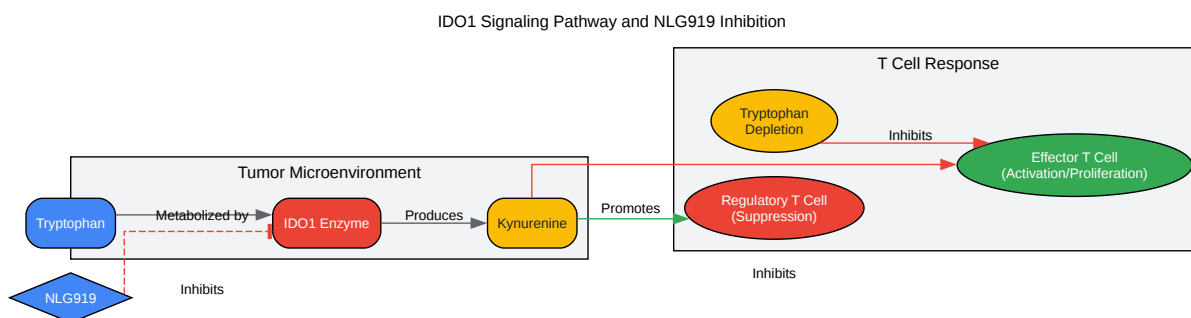 IDO1 Signaling Pathway and NLG919 Inhibition
T Cell Response
Tryptophan
Depletion
Inhibits
Effector T Cell
(Activation/Proliferation)
Tumor Microenvironment
Tryptophan
Metabolized by
IDO1 Enzyme
Produces
Kynurenine
Promotes
Regulatory T Cell
(Suppression)
Inhibits
NLG919
Inhibits